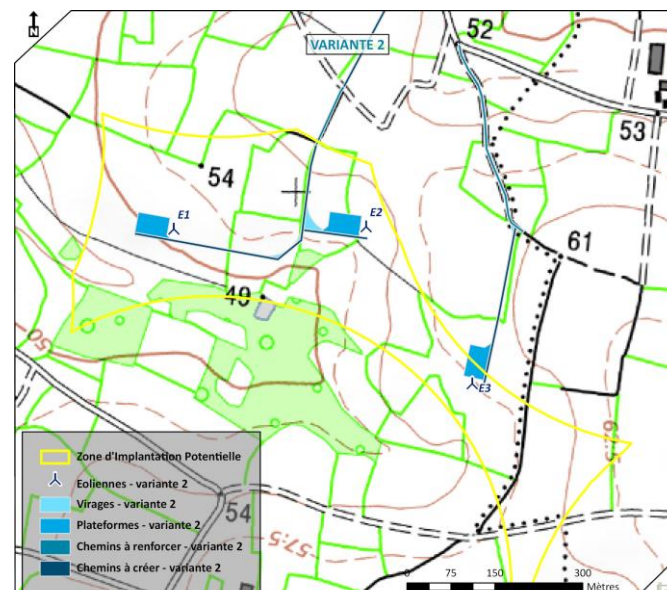 N
VARIANTE 2
52
53
54
E1
E2
61
49
50
E3
62:5
Zone d'Implantation Potentielle
Eoliennes - variante 2
Virages - variante 2
Plateformes - variante 2
Chemins à renforcer - variante 2
Chemins à créer - variante 2
54
57:5
0 75 150 300
Mètres